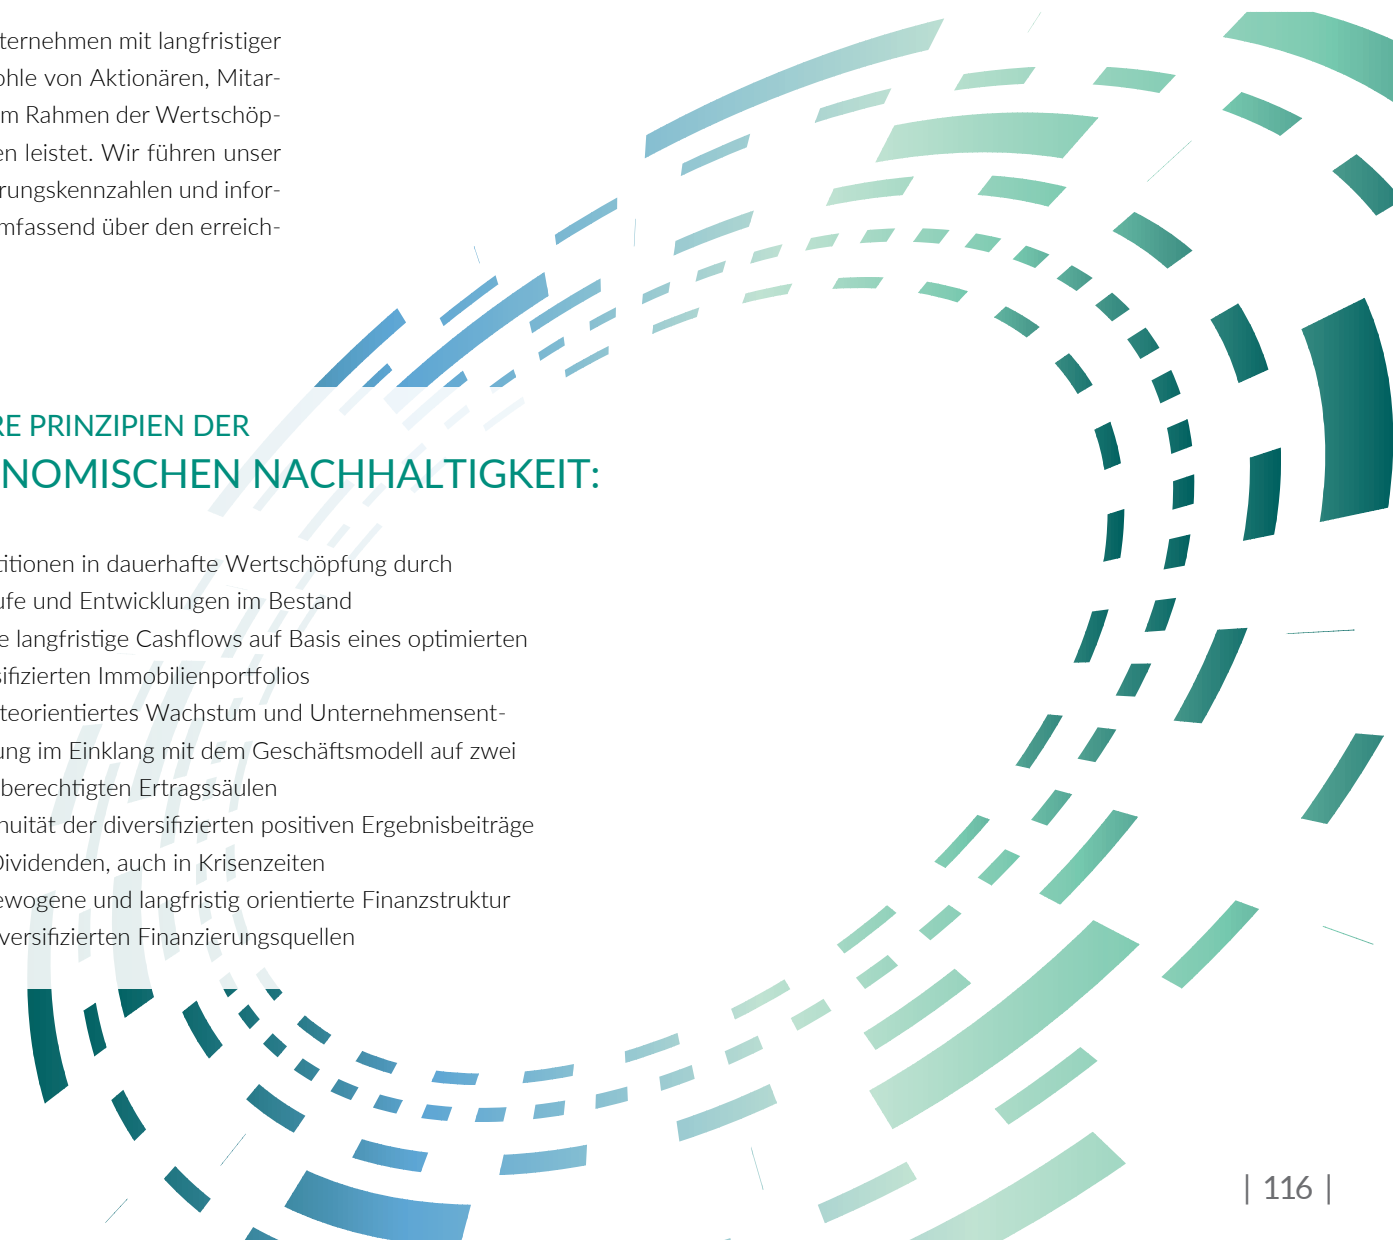 ternehmen mit langfristiger
ohle von Aktionären, Mitar-
m Rahmen der Wertschöp-
en leistet. Wir führen unser
rungskennzahlen und infor-
mfassend über den erreich-
RE PRINZIPIEN DER
NOMISCHEN NACHHALTIGKEIT:
titionen in dauerhafte Wertschöpfung durch
ufe und Entwicklungen im Bestand
e langfristige Cashflows auf Basis eines optimierten
sifizierten Immobilienportfolios
teorientiertes Wachstum und Unternehmensent-
ung im Einklang mit dem Geschäftsmodell auf zwei
berechtigten Ertragssäulen
nuität der diversifizierten positiven Ergebnisbeiträge
Dividenden, auch in Krisenzeiten
ewogene und langfristig orientierte Finanzstruktur
versifizierten Finanzierungsquellen
| 116 |